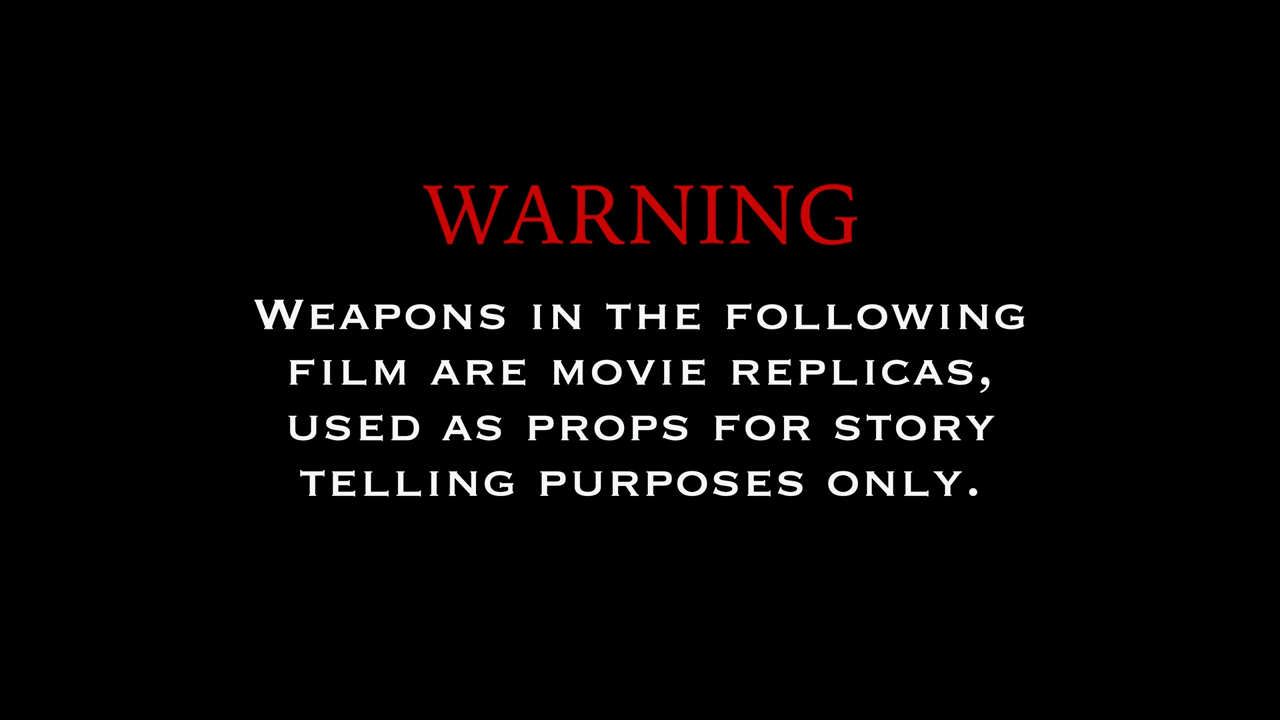 WARNING
WEAPONS IN THE FOLLOWING
FILM ARE MOVIE REPLICAS,
USED AS PROPS FOR STORY
TELLING PURPOSES ONLY.